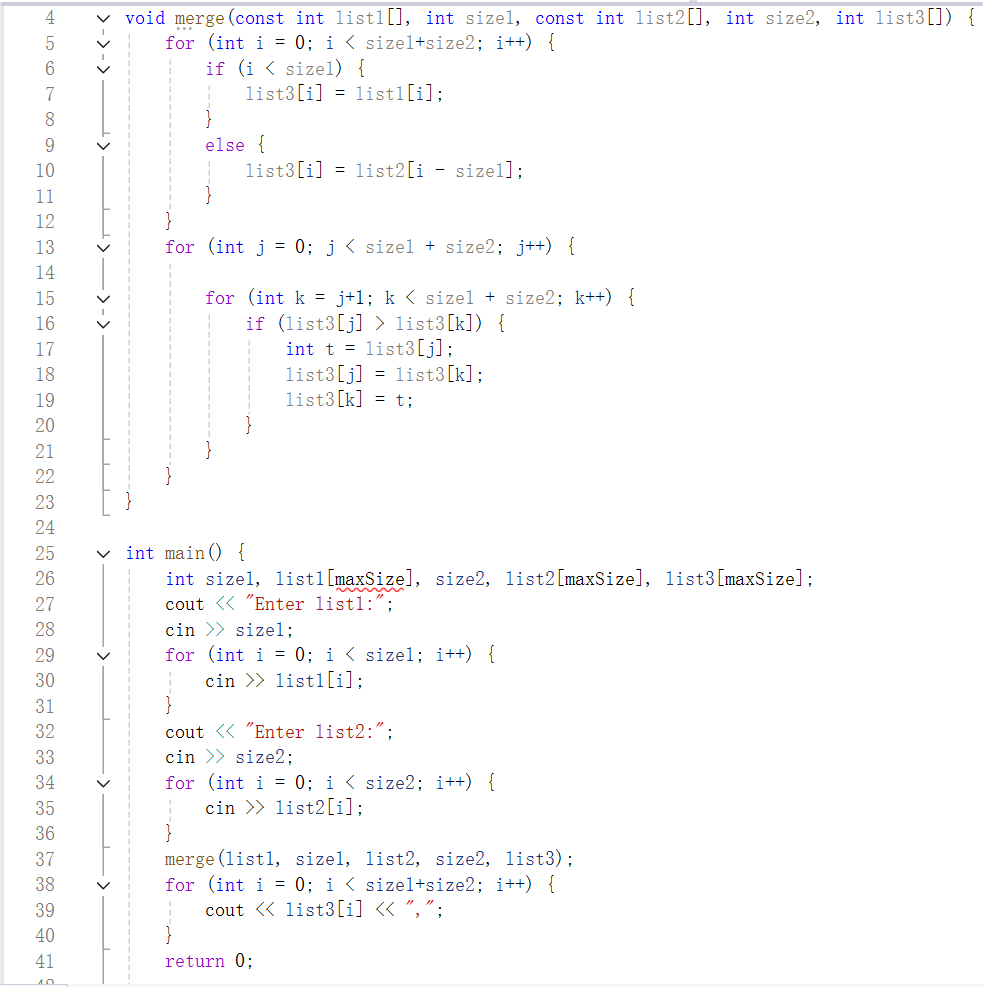 4 void merge(const int list1[], int size1, const int list2[], int size2, int list3[]) {
5 for (int i = 0; i < size1+size2; i++) {
6 if (i < size1) {
7 list3[i] = list1[i];
8 }
9 else {
10 list3[i] = list2[i - size1];
11 }
12 }
13 for (int j = 0; j < size1 + size2; j++) {
14
15 for (int k = j+1; k < size1 + size2; k++) {
16 if (list3[j] > list3[k]) {
17 int t = list3[j];
18 list3[j] = list3[k];
19 list3[k] = t;
20 }
21 }
22 }
23 }
24
25 int main() {
26 int size1, list1[maxSize], size2, list2[maxSize], list3[maxSize];
27 cout << "Enter list1:";
28 cin >> size1;
29 for (int i = 0; i < size1; i++) {
30 cin >> list1[i];
31 }
32 cout << "Enter list2:";
33 cin >> size2;
34 for (int i = 0; i < size2; i++) {
35 cin >> list2[i];
36 }
37 merge(list1, size1, list2, size2, list3);
38 for (int i = 0; i < size1+size2; i++) {
39 cout << list3[i] << ",";
40 }
41 return 0;